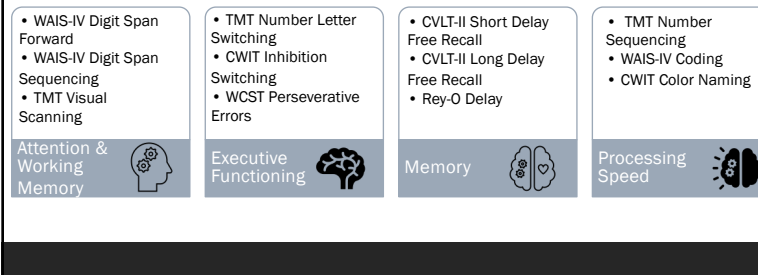 • WAIS-IV Digit Span
Forward
• WAIS-IV Digit Span
Sequencing
• TMT Visual
Scanning
Attention &
Working
Memory
• TMT Number Letter
Switching
• CWIT Inhibition
Switching
• WCST Perseverative
Errors
Executive
Functioning
• CVLT-II Short Delay
Free Recall
• CVLT-II Long Delay
Free Recall
• Rey-O Delay
Memory
• TMT Number
Sequencing
• WAIS-IV Coding
• CWIT Color Naming
Processing
Speed